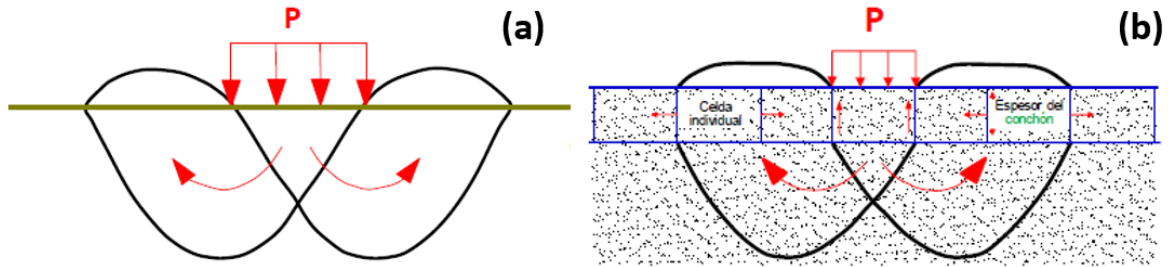 P
(a)
P
(b)
Celda
individual
Espesor del
conchón